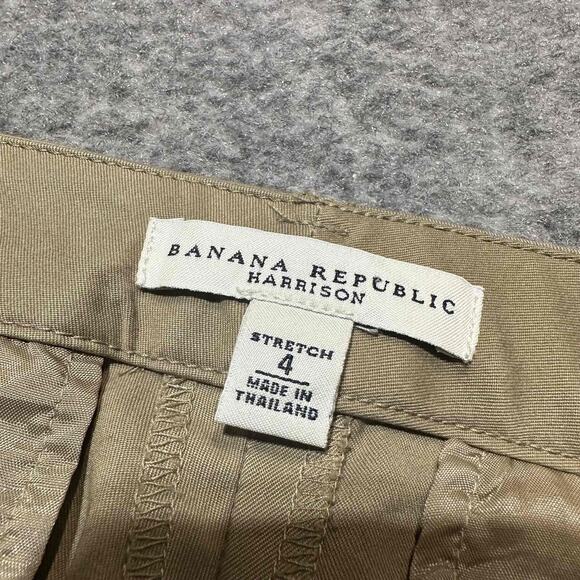 BANANA REPUBLIC
HARRISON
STRETCH
4
MADE IN
THAILAND